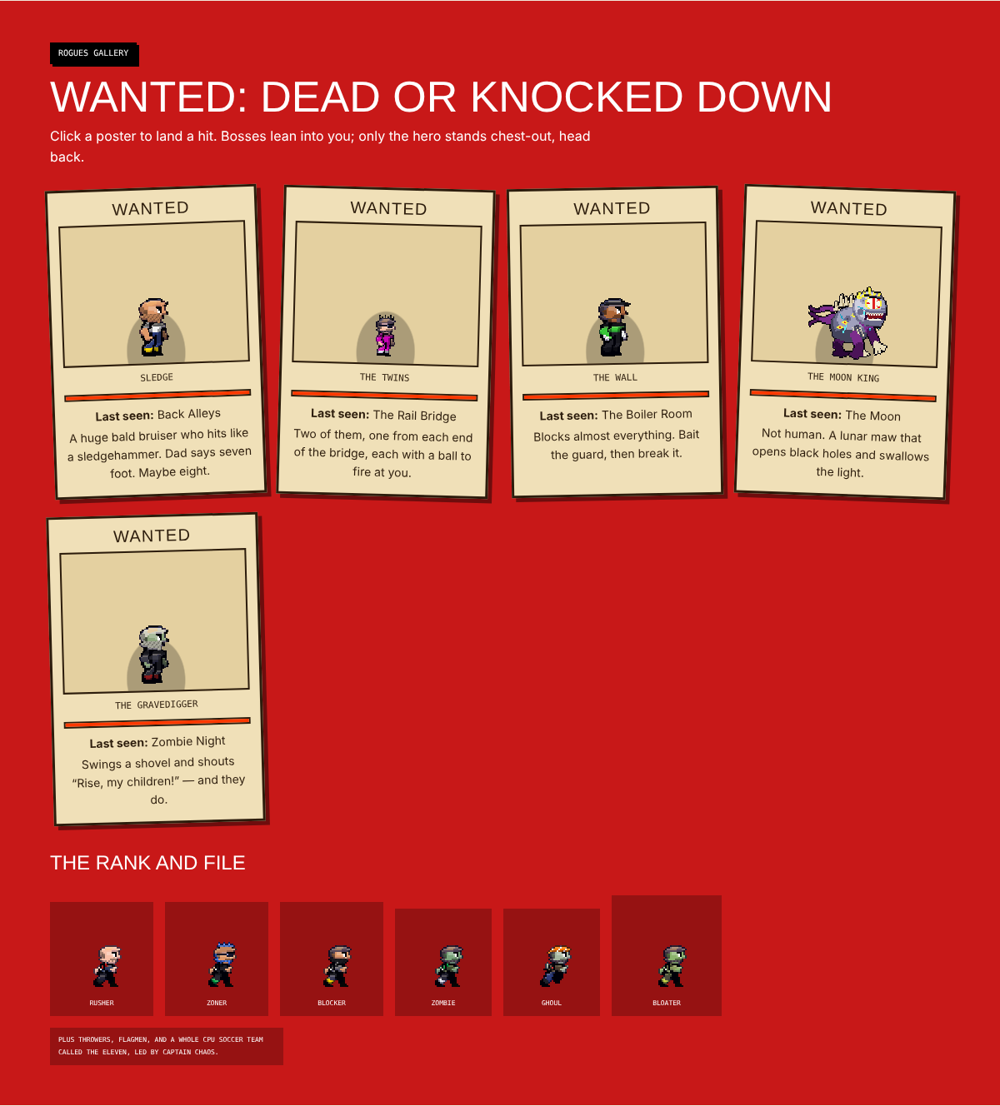 ROGUES GALLERY
WANTED: DEAD OR KNOCKED DOWN
Click a poster to land a hit. Bosses lean into you; only the hero stands chest-out, head
back.
WANTED
SLEDGE
Last seen: Back Alleys
A huge bald bruiser who hits like
a sledgehammer. Dad says seven
foot. Maybe eight.
WANTED
THE TWINS
Last seen: The Rail Bridge
Two of them, one from each end
of the bridge, each with a ball to
fire at you.
WANTED
THE WALL
Last seen: The Boiler Room
Blocks almost everything. Bait
the guard, then break it.
WANTED
THE MOON KING
Last seen: The Moon
Not human. A lunar maw that
opens black holes and swallows
the light.
WANTED
THE GRAVEDIGGER
Last seen: Zombie Night
Swings a shovel and shouts
“Rise, my children!” — and they
do.
THE RANK AND FILE
RUSHER
ZONER
BLOCKER
ZOMBIE
GHOUL
BLOATER
PLUS THROWERS, FLAGMEN, AND A WHOLE CPU SOCCER TEAM
CALLED THE ELEVEN, LED BY CAPTAIN CHAOS.